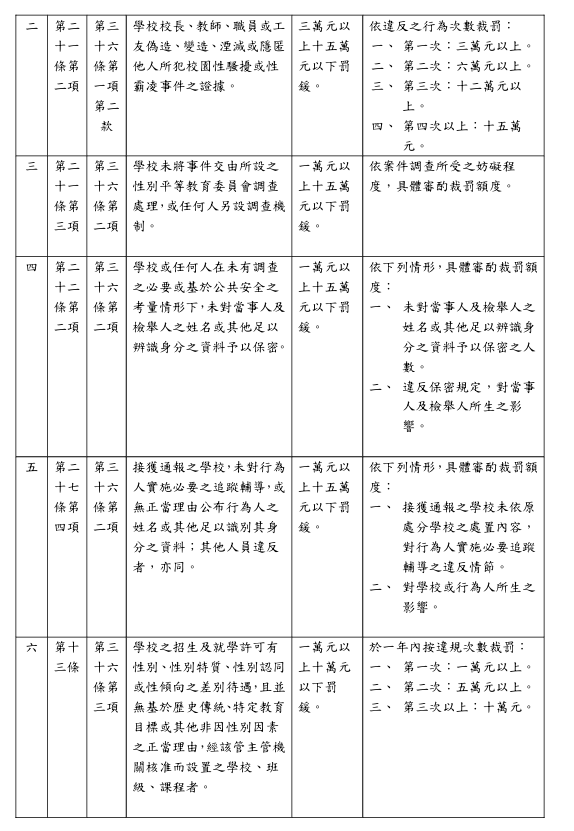 二
第二十一條第二項
第三十六條第一項第二款
學校校長、教師、職員或工
友偽造、變造、湮滅或隱匿
他人所犯校園性騷擾或性
霸凌事件之證據。
三萬元以
上十五萬
元以下罰
鍰。
依違反之行為次數裁罰：
一、 第一次：三萬元以上。
二、 第二次：六萬元以上。
三、 第三次：十二萬元以
上。
四、 第四次以上：十五萬
元。
三
第二十一條第三項
第三十六條第二項
學校未將事件交由所設之
性別平等教育委員會調查
處理，或任何人另設調查機
制。
一萬元以
上十五萬
元以下罰
鍰。
依案件調查所受之妨礙程
度，具體審酌裁罰額度。
四
第二十二條第二項
第三十六條第二項
學校或任何人在未有調查
之必要或基於公共安全之
考量情形下，未對當事人及
檢舉人之姓名或其他足以
辨識身分之資料予以保密。
一萬元以
上十五萬
元以下罰
鍰。
依下列情形，具體審酌裁罰額
度：
一、 未對當事人及檢舉人之
姓名或其他足以辨識身
分之資料予以保密之人
數。
二、 違反保密規定，對當事
人及檢舉人所生之影
響。
五
第二十七條第四項
第三十六條第二項
接獲通報之學校，未對行為
人實施必要之追蹤輔導，或
無正當理由公布行為人之
姓名或其他足以識別其身
分之資料；其他人員違反
者，亦同。
一萬元以
上十五萬
元以下罰
鍰。
依下列情形，具體審酌裁罰額
度：
一、 接獲通報之學校未依原
處分學校之處置內容，
對行為人實施必要追蹤
輔導之違反情節。
二、 對學校或行為人所生之
影響。
六
第十三條
第三十六條第三項
學校之招生及就學許可有
性別、性別特質、性別認同
或性傾向之差別待遇，且並
無基於歷史傳統、特定教育
目標或其他非因性別因素
之正當理由，經該管主管機
關核准而設置之學校、班
級、課程者。
一萬元以
上十萬元
以下罰
鍰。
於一年內按違規次數裁罰：
一、 第一次：一萬元以上。
二、 第二次：五萬元以上。
三、 第三次以上：十萬元。